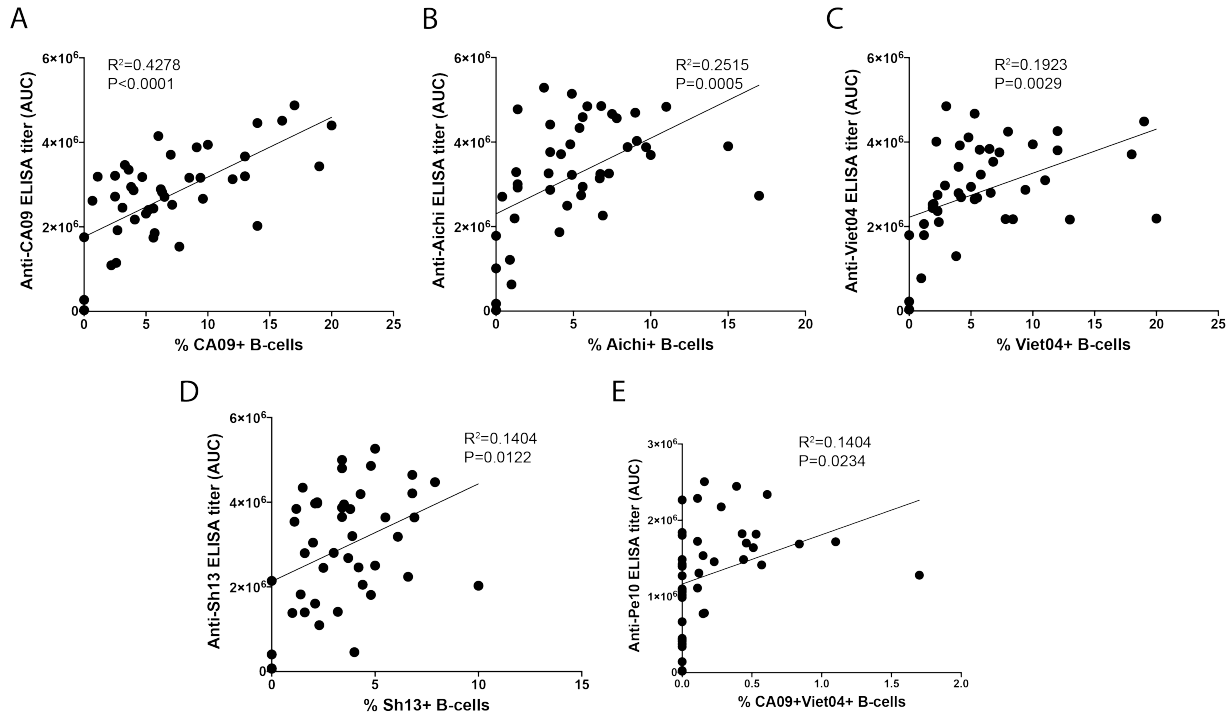 A
R²=0.4278
P<0.0001
6×10⁶
4×10⁶
2×10⁶
0
Anti-CA09 ELISA titer (AUC)
0 5 10 15 20 25
% CA09+ B-cells
B
R²=0.2515
P=0.0005
6×10⁶
4×10⁶
2×10⁶
0
Anti-Aichi ELISA titer (AUC)
0 5 10 15 20
% Aichi+ B-cells
C
R²=0.1923
P=0.0029
6×10⁶
4×10⁶
2×10⁶
0
Anti-Viet04 ELISA titer (AUC)
0 5 10 15 20 25
% Viet04+ B-cells
D
R²=0.1404
P=0.0122
6×10⁶
4×10⁶
2×10⁶
0
Anti-Sh13 ELISA titer (AUC)
0 5 10 15
% Sh13+ B-cells
E
R²=0.1404
P=0.0234
3×10⁶
2×10⁶
1×10⁶
0
Anti-Pe10 ELISA titer (AUC)
0.0 0.5 1.0 1.5 2.0
% CA09+Viet04+ B-cells